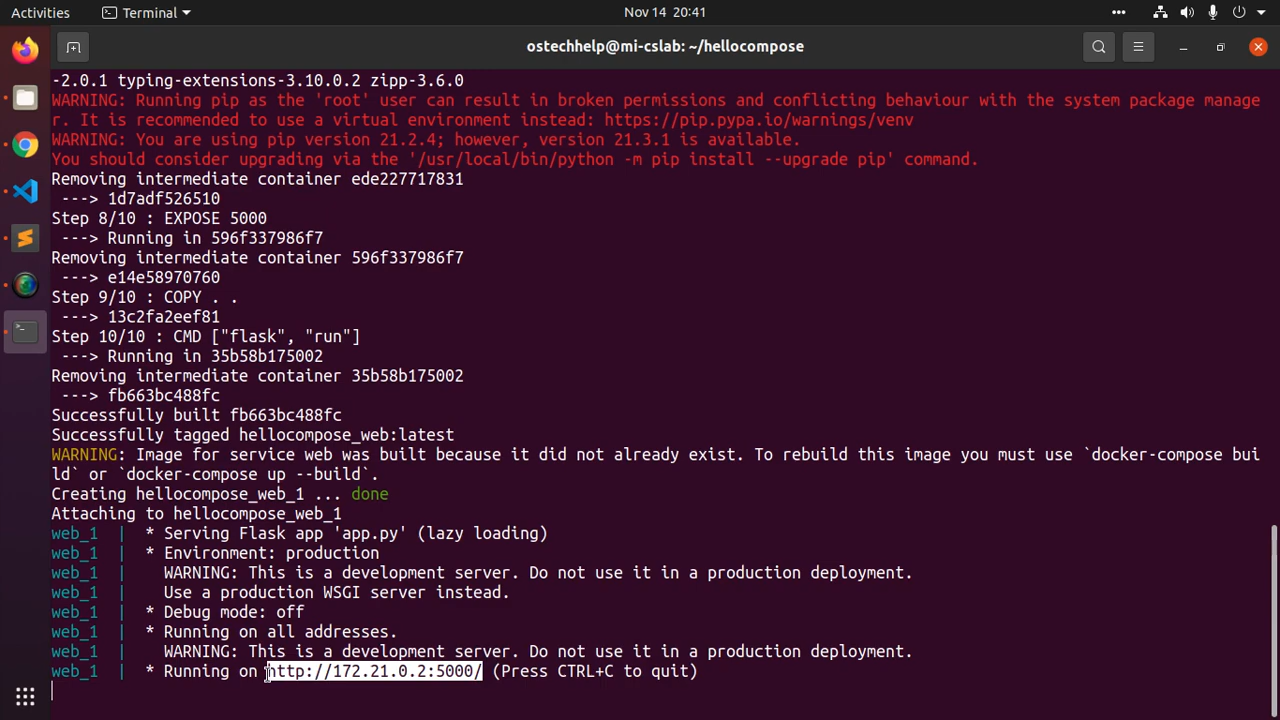 Activities
Terminal
Nov 14 20:41
ostechhelp@mi-cslab: ~/hellocompose
-2.0.1 typing-extensions-3.10.0.2 zipp-3.6.0
WARNING: Running pip as the 'root' user can result in broken permissions and conflicting behaviour with the system package manage
r. It is recommended to use a virtual environment instead: https://pip.pypa.io/warnings/venv
WARNING: You are using pip version 21.2.4; however, version 21.3.1 is available.
You should consider upgrading via the '/usr/local/bin/python -m pip install --upgrade pip' command.
Removing intermediate container ede227717831
 ---> 1d7adf526510
Step 8/10 : EXPOSE 5000
 ---> Running in 596f337986f7
Removing intermediate container 596f337986f7
 ---> e14e58970760
Step 9/10 : COPY . .
 ---> 13c2fa2eef81
Step 10/10 : CMD ["flask", "run"]
 ---> Running in 35b58b175002
Removing intermediate container 35b58b175002
 ---> fb663bc488fc
Successfully built fb663bc488fc
Successfully tagged hellocompose_web:latest
WARNING: Image for service web was built because it did not already exist. To rebuild this image you must use `docker-compose bui
ld` or `docker-compose up --build`.
Creating hellocompose_web_1 ... done
Attaching to hellocompose_web_1
web_1  |  * Serving Flask app 'app.py' (lazy loading)
web_1  |  * Environment: production
web_1  |    WARNING: This is a development server. Do not use it in a production deployment.
web_1  |    Use a production WSGI server instead.
web_1  |  * Debug mode: off
web_1  |  * Running on all addresses.
web_1  |    WARNING: This is a development server. Do not use it in a production deployment.
web_1  |  * Running on http://172.21.0.2:5000/ (Press CTRL+C to quit)